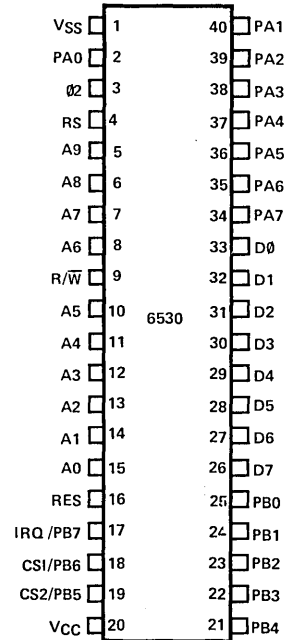 VSS 1 40 PA1
PA0 2 39 PA2
Ø2 3 38 PA3
RS 4 37 PA4
A9 5 36 PA5
A8 6 35 PA6
A7 7 34 PA7
A6 8 33 DØ
R/W̅ 9 32 D1
6530
A5 10 31 D2
A4 11 30 D3
A3 12 29 D4
A2 13 28 D5
A1 14 27 D6
A0 15 26 D7
RES 16 25 PB0
IRQ /PB7 17 24 PB1
CSI/PB6 18 23 PB2
CS2/PB5 19 22 PB3
VCC 20 21 PB4